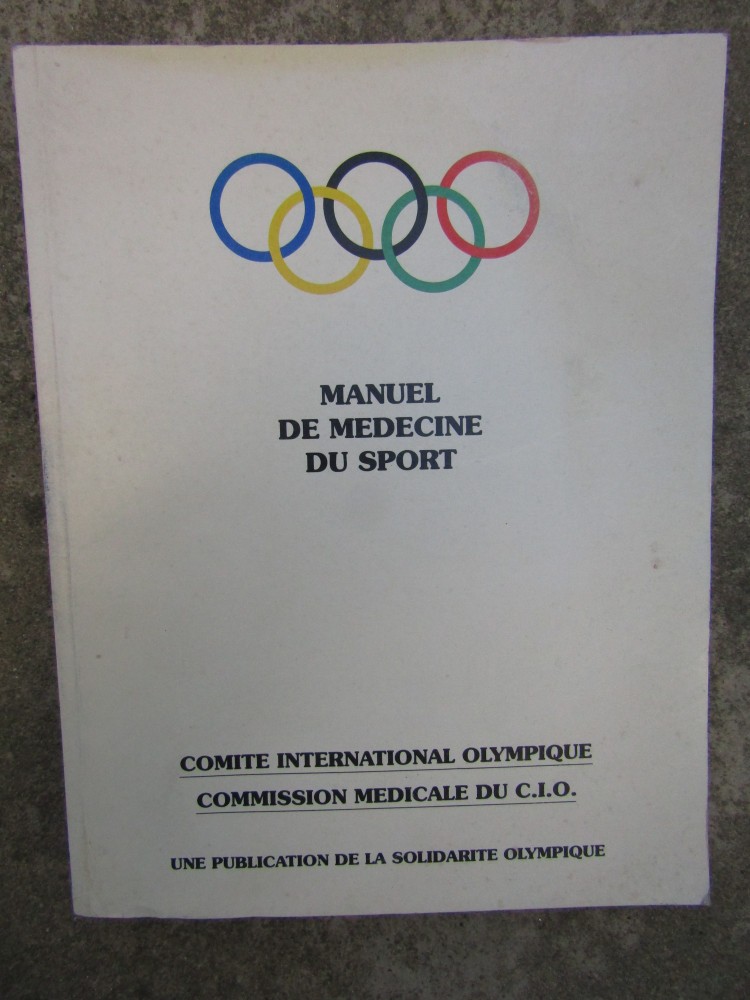 MANUEL
DE MEDECINE
DU SPORT
COMITE INTERNATIONAL OLYMPIQUE
COMMISSION MEDICALE DU C.I.O.
UNE PUBLICATION DE LA SOLIDARITE OLYMPIQUE